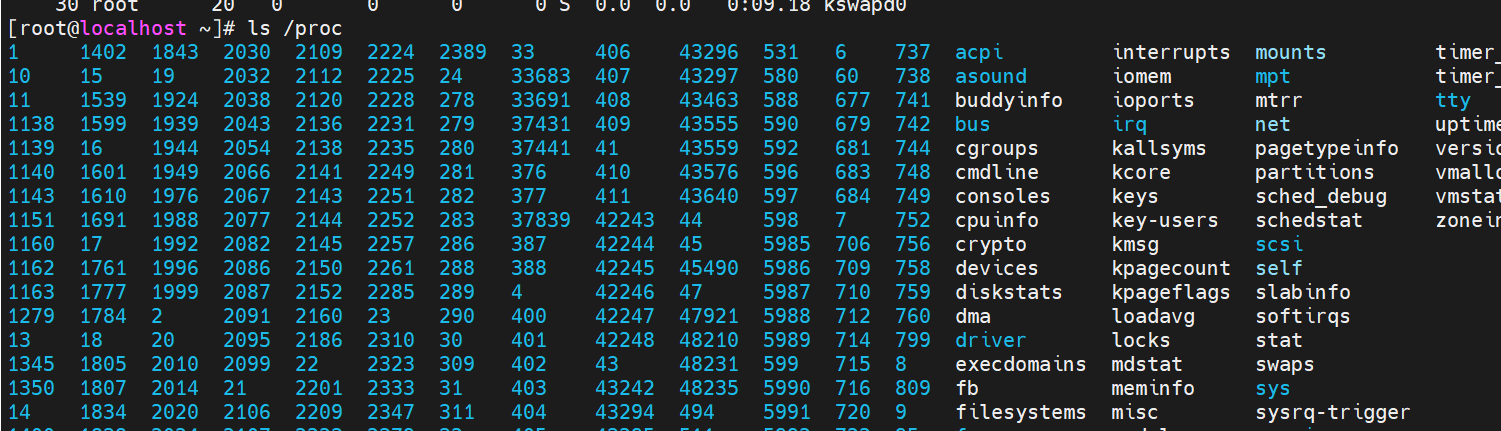 30 root 20 0 0 0 0 S 0.0 0.0 0:09.18 kswapd0
[root@localhost ~]# ls /proc
1 1402 1843 2030 2109 2224 2389 33 406 43296 531 6 737 acpi interrupts mounts timer_
10 15 19 2032 2112 2225 24 33683 407 43297 580 60 738 asound iomem mpt timer_
11 1539 1924 2038 2120 2228 278 33691 408 43463 588 677 741 buddyinfo ioports mtrr tty
1138 1599 1939 2043 2136 2231 279 37431 409 43555 590 679 742 bus irq net uptime
1139 16 1944 2054 2138 2235 280 37441 41 43559 592 681 744 cgroups kallsyms pagetypeinfo versio
1140 1601 1949 2066 2141 2249 281 376 410 43576 596 683 748 cmdline kcore partitions vmallo
1143 1610 1976 2067 2143 2251 282 377 411 43640 597 684 749 consoles keys sched_debug vmstat
1151 1691 1988 2077 2144 2252 283 37839 42243 44 598 7 752 cpuinfo key-users schedstat zonein
1160 17 1992 2082 2145 2257 286 387 42244 45 5985 706 756 crypto kmsg scsi
1162 1761 1996 2086 2150 2261 288 388 42245 45490 5986 709 758 devices kpagecount self
1163 1777 1999 2087 2152 2285 289 4 42246 47 5987 710 759 diskstats kpageflags slabinfo
1279 1784 2 2091 2160 23 290 400 42247 47921 5988 712 760 dma loadavg softirqs
13 18 20 2095 2186 2310 30 401 42248 48210 5989 714 799 driver locks stat
1345 1805 2010 2099 22 2323 309 402 43 48231 599 715 8 execdomains mdstat swaps
1350 1807 2014 21 2201 2333 31 403 43242 48235 5990 716 809 fb meminfo sys
14 1834 2020 2106 2209 2347 311 404 43294 494 5991 720 9 filesystems misc sysrq-trigger